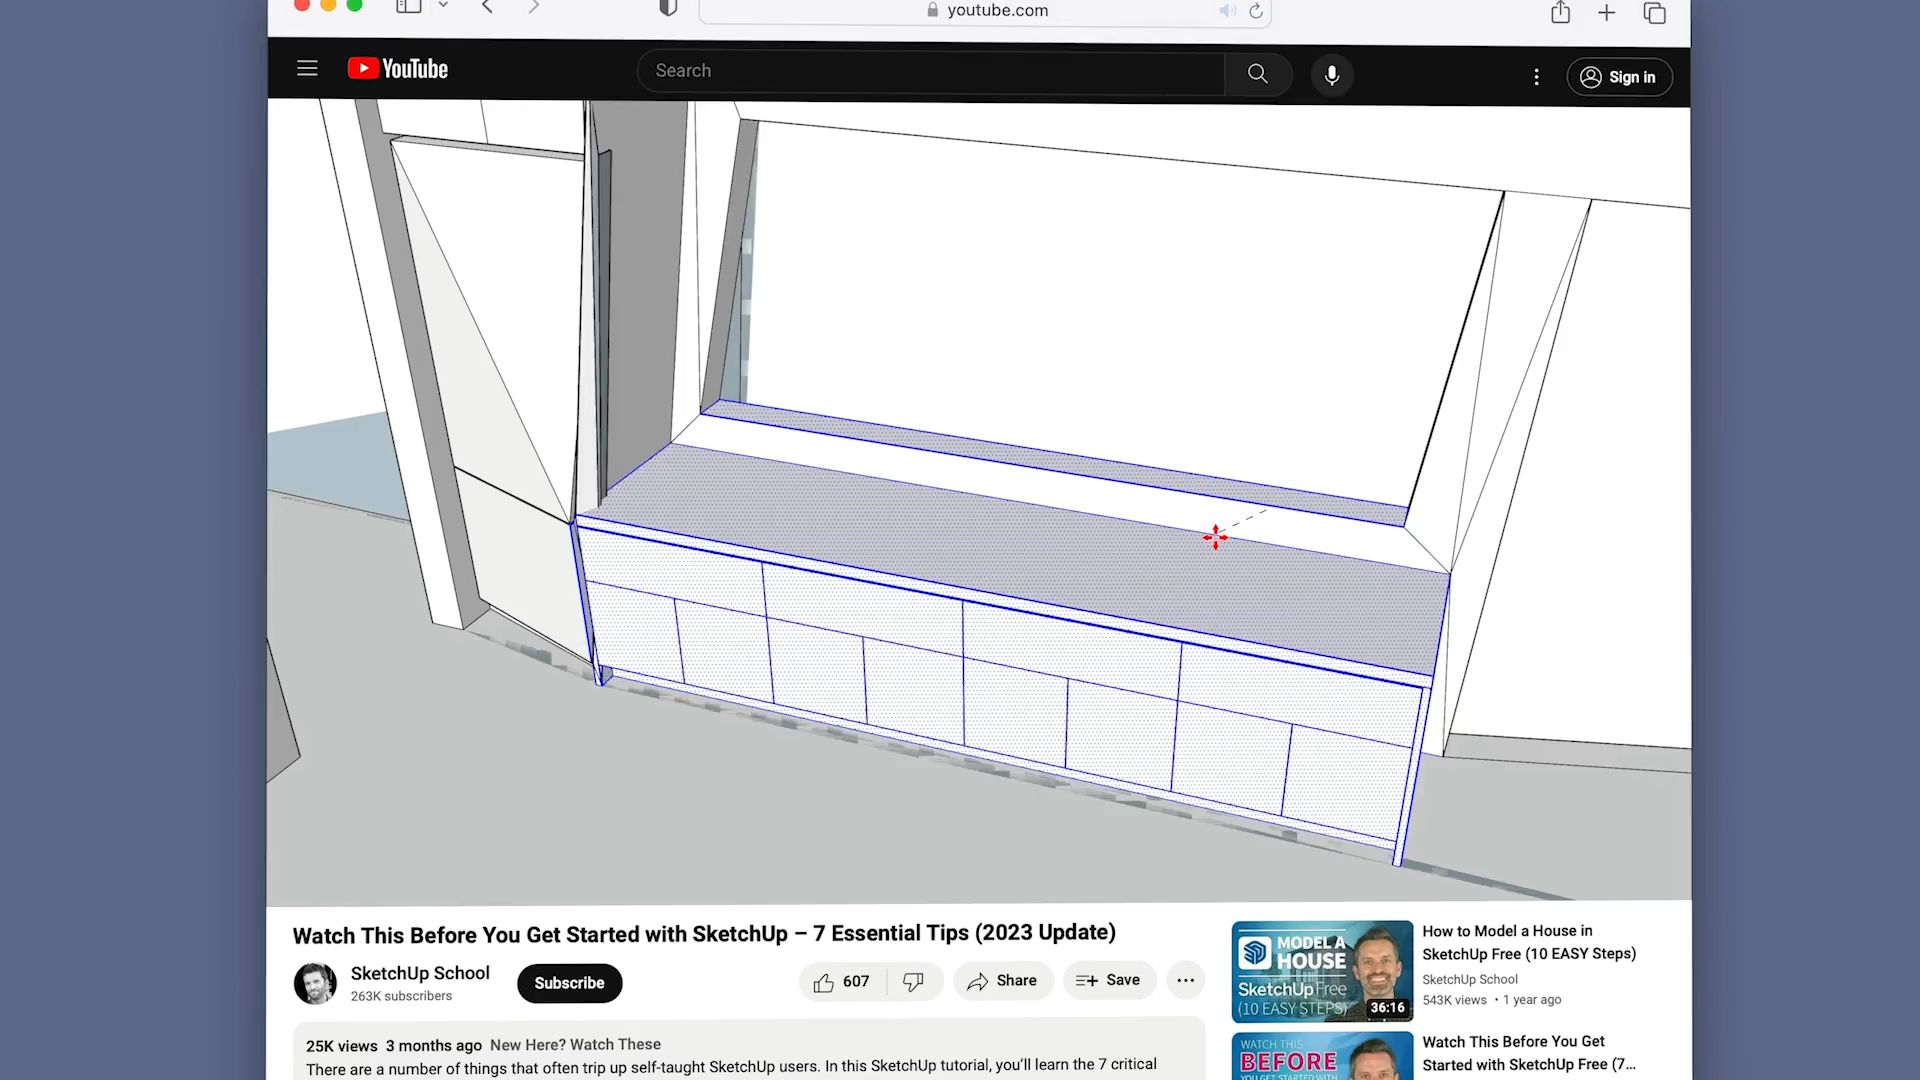 youtube.com
YouTube
Search
Sign in
Watch This Before You Get Started with SketchUp – 7 Essential Tips (2023 Update)
SketchUp School
263K subscribers
Subscribe
607
Share
Save
25K views 3 months ago New Here? Watch These
There are a number of things that often trip up self-taught SketchUp users. In this SketchUp tutorial, you’ll learn the 7 critical
MODEL A
HOUSE
SketchUp Free
(10 EASY STEPS)
36:16
How to Model a House in
SketchUp Free (10 EASY Steps)
SketchUp School
543K views • 1 year ago
WATCH THIS
BEFORE
YOU GET STARTED WITH
Watch This Before You Get
Started with SketchUp Free (7...